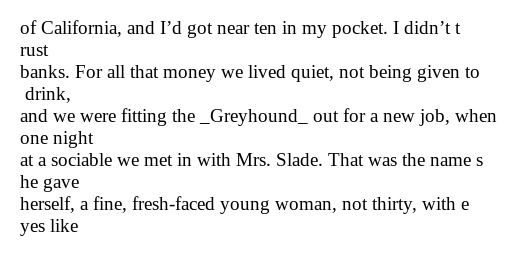 of California, and I’d got near ten in my pocket. I didn’t t
rust
banks. For all that money we lived quiet, not being given to
drink,
and we were fitting the _Greyhound_ out for a new job, when
one night
at a sociable we met in with Mrs. Slade. That was the name s
he gave
herself, a fine, fresh-faced young woman, not thirty, with e
yes like